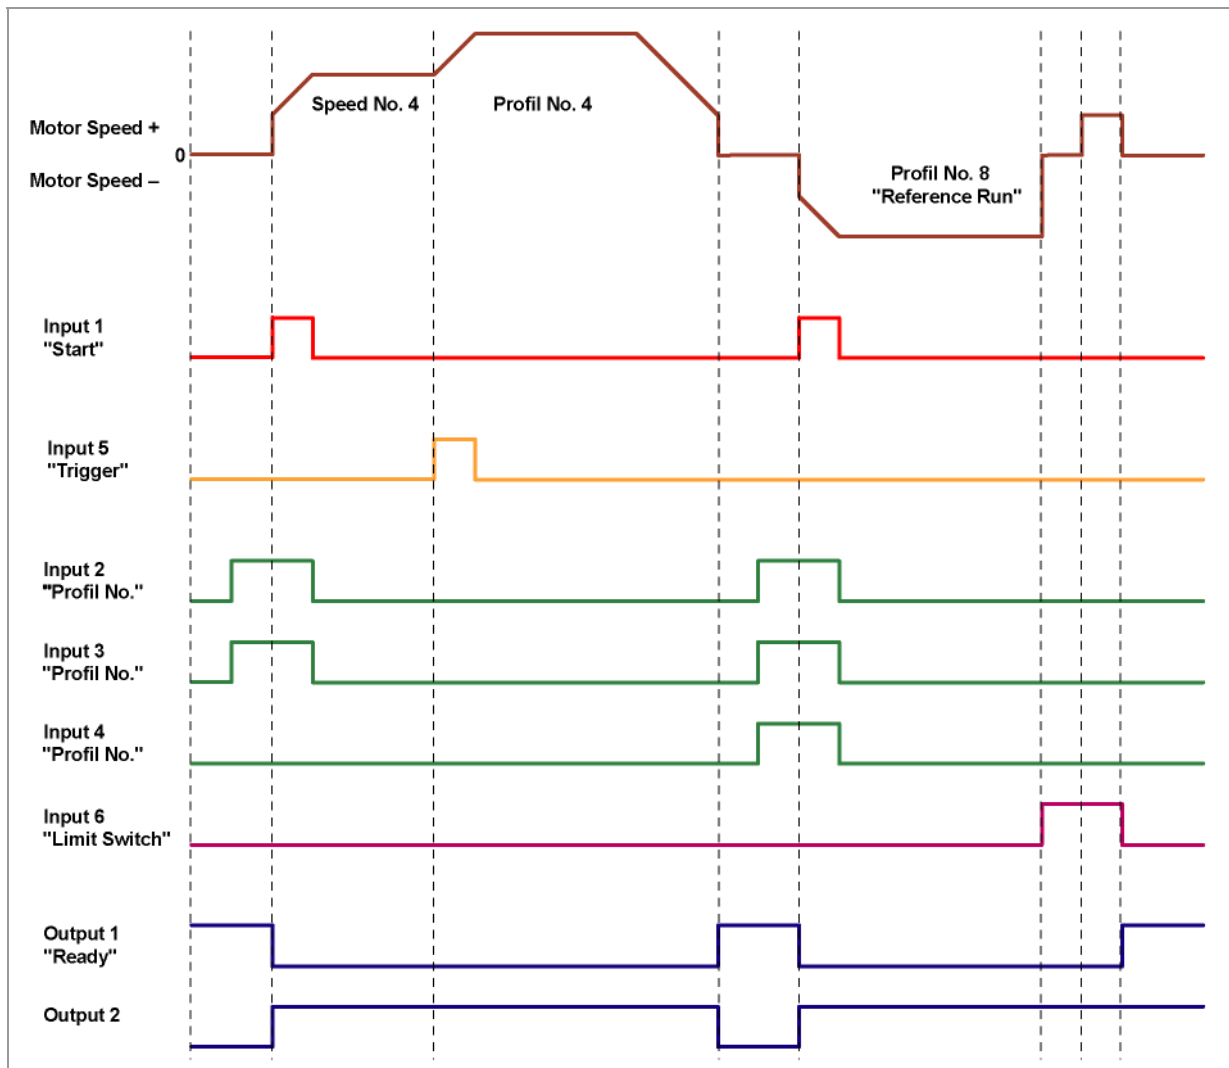 Speed No. 4
Profil No. 4
Motor Speed +
0
Motor Speed –
Profil No. 8
"Reference Run"
Input 1
"Start"
Input 5
"Trigger"
Input 2
"Profil No."
Input 3
"Profil No."
Input 4
"Profil No."
Input 6
"Limit Switch"
Output 1
"Ready"
Output 2